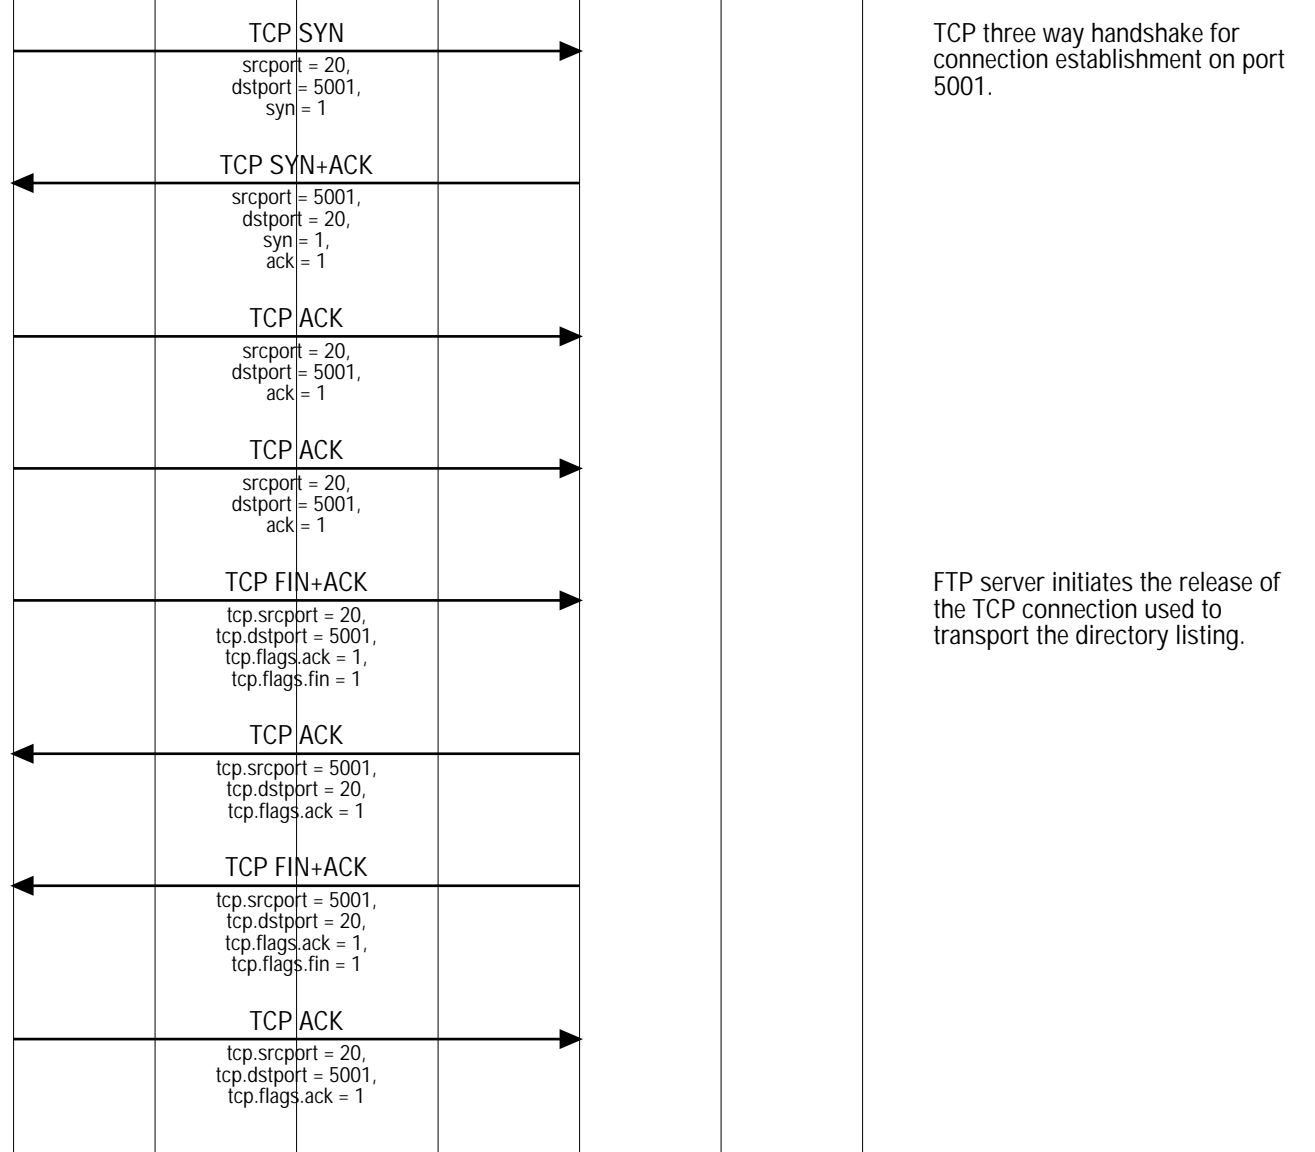 TCP SYN
srcport = 20,
dstport = 5001,
syn = 1
TCP three way handshake for
connection establishment on port
5001.
TCP SYN+ACK
srcport = 5001,
dstport = 20,
syn = 1,
ack = 1
TCP ACK
srcport = 20,
dstport = 5001,
ack = 1
TCP ACK
srcport = 20,
dstport = 5001,
ack = 1
TCP FIN+ACK
tcp.srcport = 20,
tcp.dstport = 5001,
tcp.flags.ack = 1,
tcp.flags.fin = 1
FTP server initiates the release of
the TCP connection used to
transport the directory listing.
TCP ACK
tcp.srcport = 5001,
tcp.dstport = 20,
tcp.flags.ack = 1
TCP FIN+ACK
tcp.srcport = 5001,
tcp.dstport = 20,
tcp.flags.ack = 1,
tcp.flags.fin = 1
TCP ACK
tcp.srcport = 20,
tcp.dstport = 5001,
tcp.flags.ack = 1